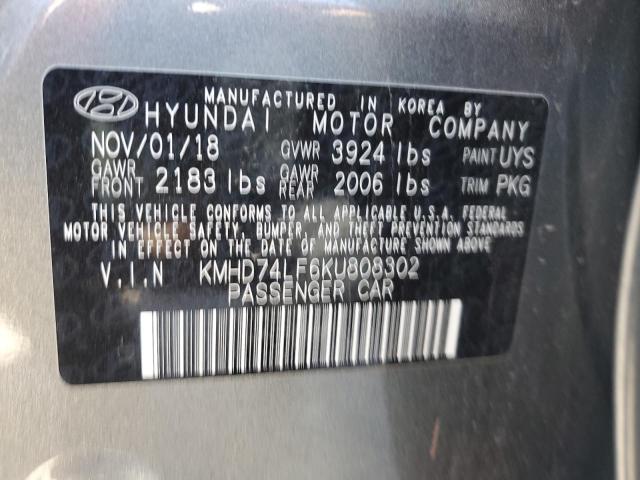 MANUFACTURED IN KOREA BY
HYUNDAI MOTOR COMPANY
NOV/01/18 GVWR 3924 lbs PAINT UYS
GAWR FRONT 2183 lbs GAWR REAR 2006 lbs TRIM PKG
THIS VEHICLE CONFORMS TO ALL APPLICABLE U.S.A. FEDERAL
MOTOR VEHICLE SAFETY, BUMPER, AND THEFT PREVENTION STANDARDS
IN EFFECT ON THE DATE OF MANUFACTURE SHOWN ABOVE
V.I.N KMHD74LF6KU808302
PASSENGER CAR